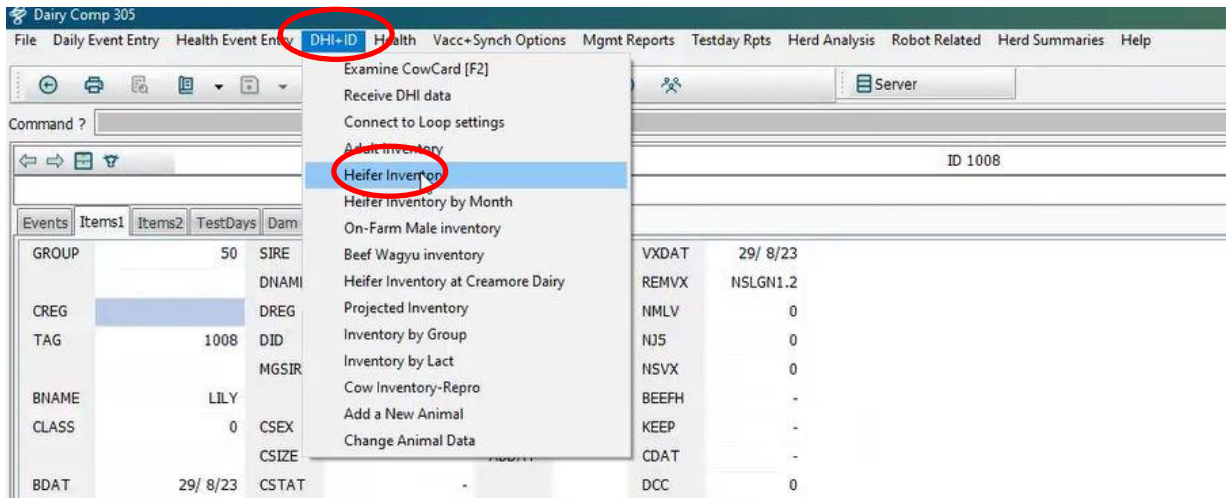 Dairy Comp 305
File Daily Event Entry Health Event Entry DHI+ID Health Vacc+Synch Options Mgmt Reports Testday Rpts Herd Analysis Robot Related Herd Summaries Help
Examine CowCard [F2]
Receive DHI data
Connect to Loop settings
Adult Inventory
Heifer Inventory
Heifer Inventory by Month
On-Farm Male inventory
Beef Wagyu inventory
Heifer Inventory at Creamore Dairy
Projected Inventory
Inventory by Group
Inventory by Lact
Cow Inventory-Repro
Add a New Animal
Change Animal Data
Server
Command ?
ID 1008
Events Items1 Items2 TestDays Dam
GROUP 50 SIRE VXDAT 29/ 8/23
REMVX NSLGN1.2
CREG DREG NMLV 0
TAG 1008 DID NJ5 0
MGSIR NSVX 0
BNAME LILY BEEFH -
CLASS 0 CSEX KEEP -
CSIZE CDAT -
BDAT 29/ 8/23 CSTAT - DCC 0